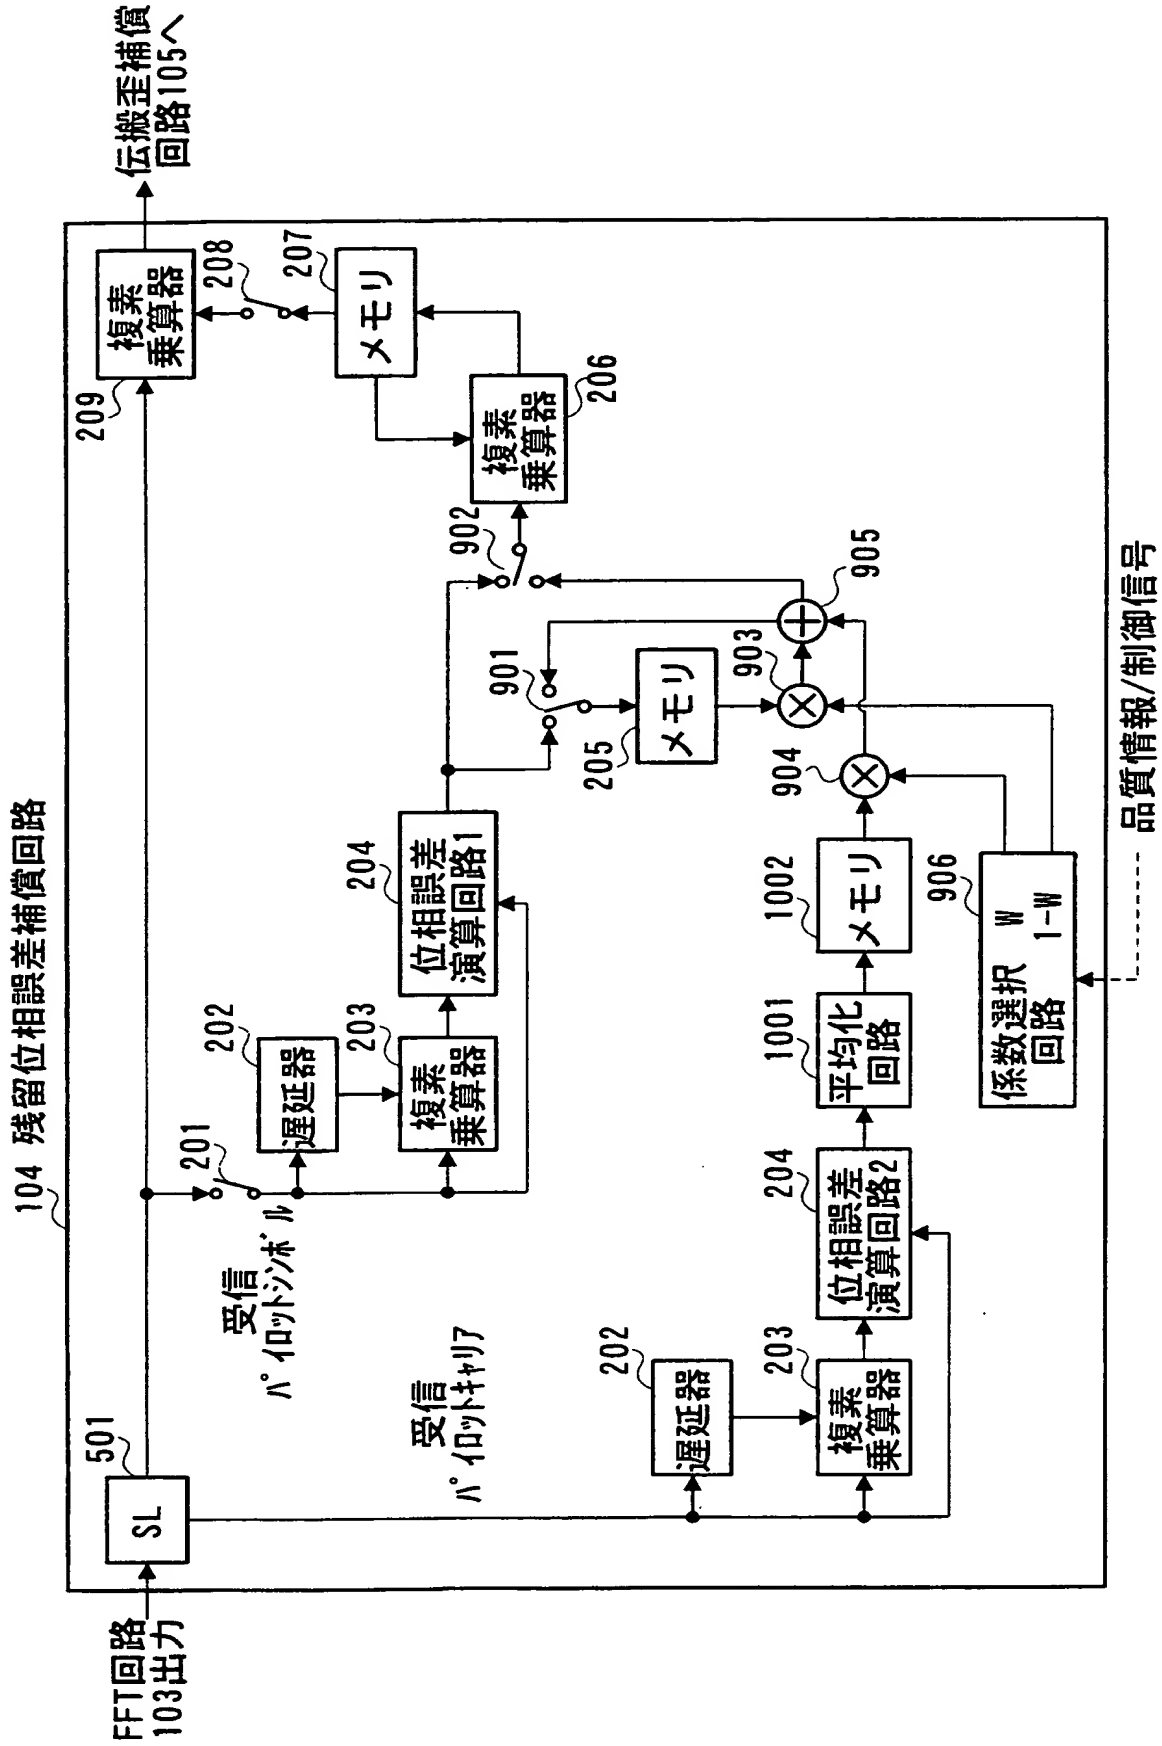 104 残留位相誤差補償回路
FFT回路
103出力
501
SL
受信
パイロットシンボル
受信
パイロットキャリア
201
202
遅延器
203
複素
乗算器
204
位相誤差
演算回路1
209
複素
乗算器
伝搬歪補償
回路105へ
208
207
メモリ
206
複素
乗算器
902
901
205
メモリ
903
905
904
202
遅延器
203
複素
乗算器
204
位相誤差
演算回路2
1001
平均化
回路
1002
メモリ
906
係数選択
回路
W
1-W
品質情報/制御信号